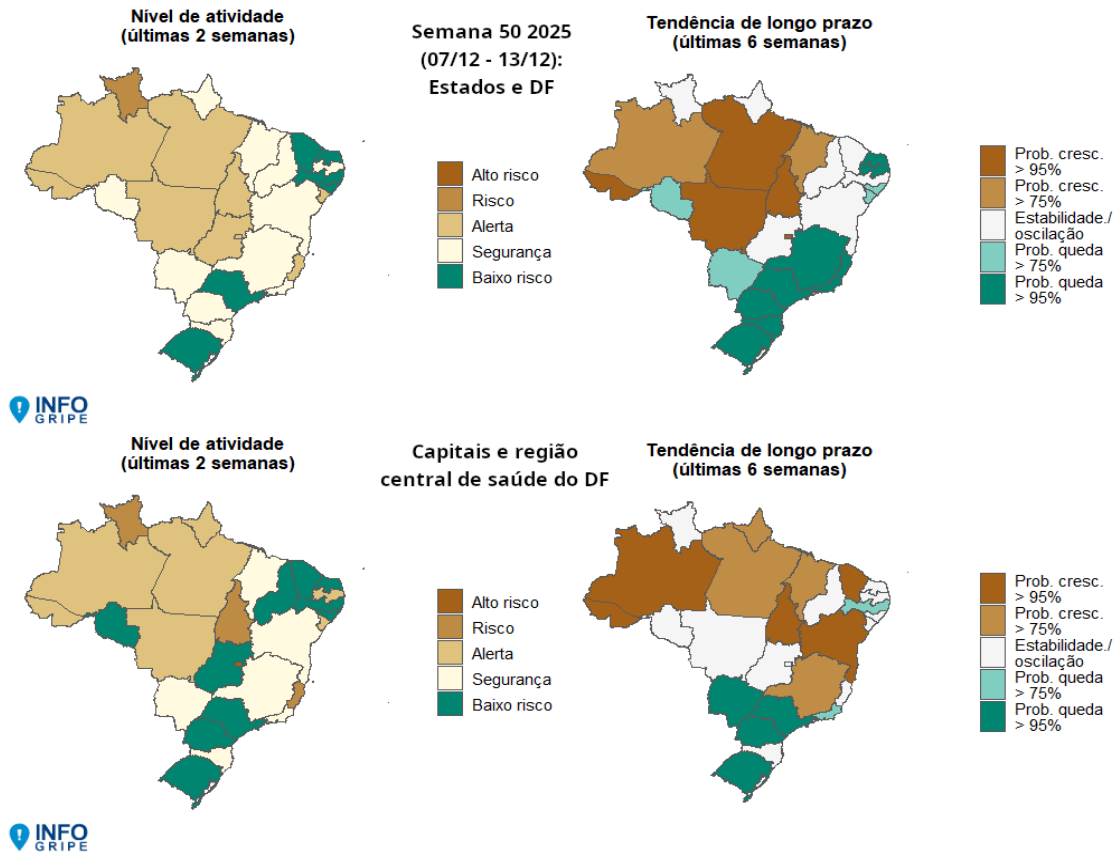 Nível de atividade
(últimas 2 semanas)
Semana 50 2025
(07/12 - 13/12):
Estados e DF
Tendência de longo prazo
(últimas 6 semanas)
Alto risco
Risco
Alerta
Segurança
Baixo risco
Prob. cresc.
> 95%
Prob. cresc.
> 75%
Estabilidade./
oscilação
Prob. queda
> 75%
Prob. queda
> 95%
INFO
GRIPE
Nível de atividade
(últimas 2 semanas)
Capitais e região
central de saúde do DF
Tendência de longo prazo
(últimas 6 semanas)
Alto risco
Risco
Alerta
Segurança
Baixo risco
Prob. cresc.
> 95%
Prob. cresc.
> 75%
Estabilidade./
oscilação
Prob. queda
> 75%
Prob. queda
> 95%
INFO
GRIPE